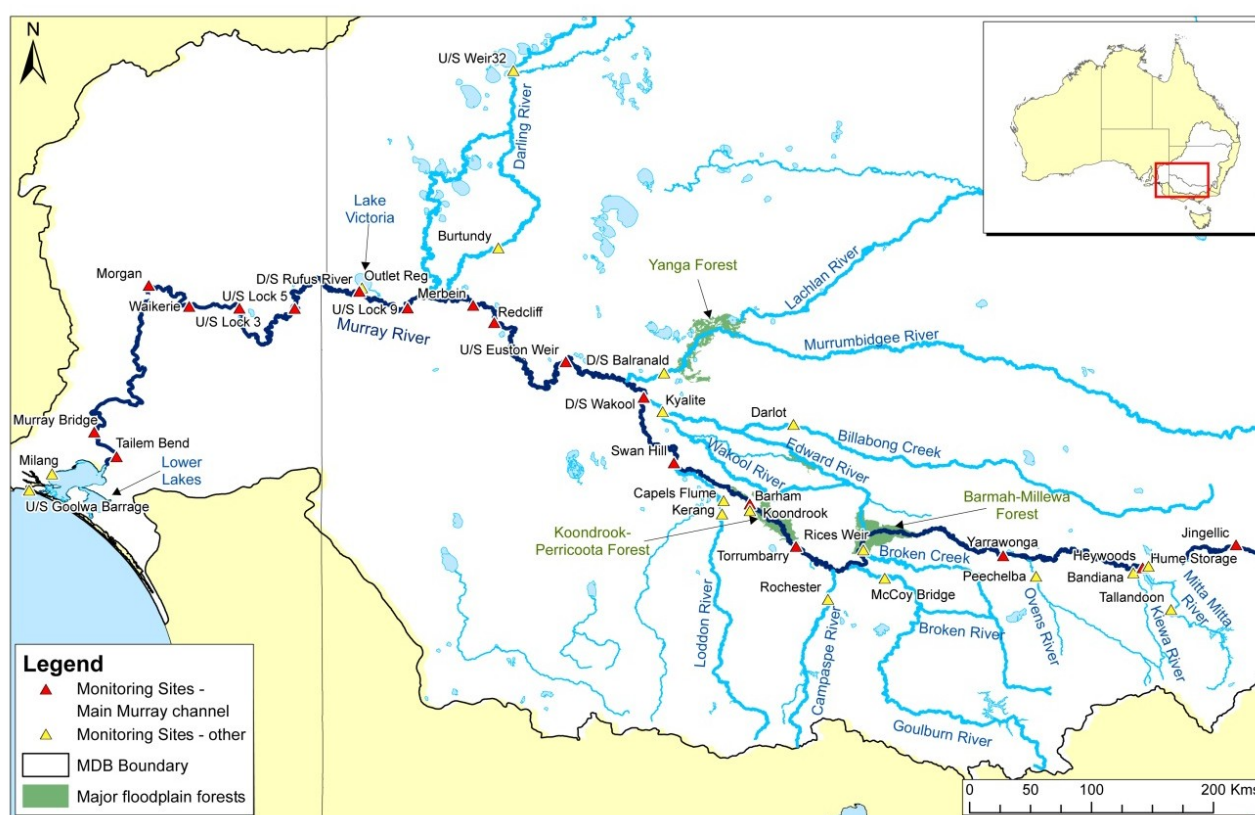 N
U/S Weir32
Darling River
Lake
Victoria
Burtundy
Yanga Forest
Lachlan River
Morgan
D/S Rufus River
Outlet Reg
U/S Lock 5
Merbein
Waikerie
U/S Lock 3
U/S Lock 9
Redcliff
Murray River
Murrumbidgee River
U/S Euston Weir
D/S Balranald
D/S Wakool
Kyalite
Darlot
Billabong Creek
Edward River
Wakool River
Murray Bridge
Tailem Bend
Milang
Lower
Lakes
U/S Goolwa Barrage
Swan Hill
Capels Flume
Kerang
Barham
Koondrook
Barmah-Millewa
Forest
Koondrook-
Perricoota Forest
Rices Weir
Yarrawonga
Jingellic
Torrumbarry
Broken Creek
Heywoods
Hume Storage
Bandiana
Peechelba
Tallandoon
Mitta Mitta
River
Rochester
McCoy Bridge
Ovens River
Kiewa River
Loddon River
Campaspe River
Broken River
Goulburn River
Legend
Monitoring Sites -
Main Murray channel
Monitoring Sites - other
MDB Boundary
Major floodplain forests
0 50 100 200 Kms